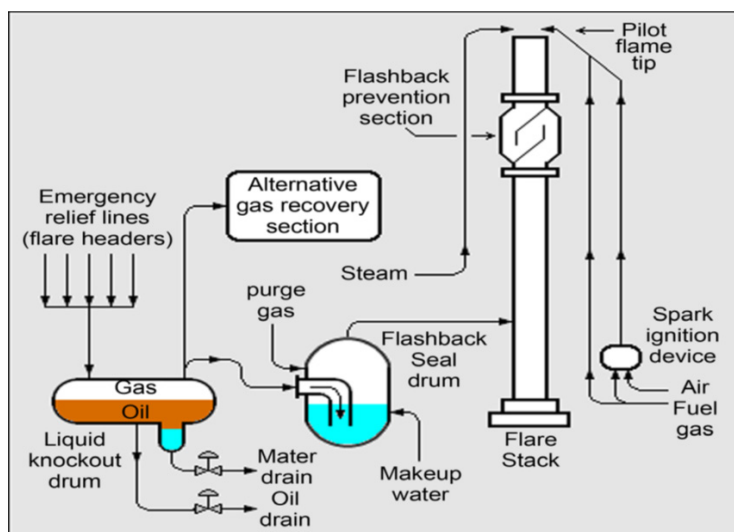 Pilot
flame
tip
Flashback
prevention
section
Alternative
gas recovery
section
Emergency
relief lines
(flare headers)
Steam
purge
gas
Spark
ignition
device
Flashback
Seal
drum
Gas
Oil
Air
Fuel
gas
Liquid
knockout
drum
Mater
drain
Oil
drain
Makeup
water
Flare
Stack